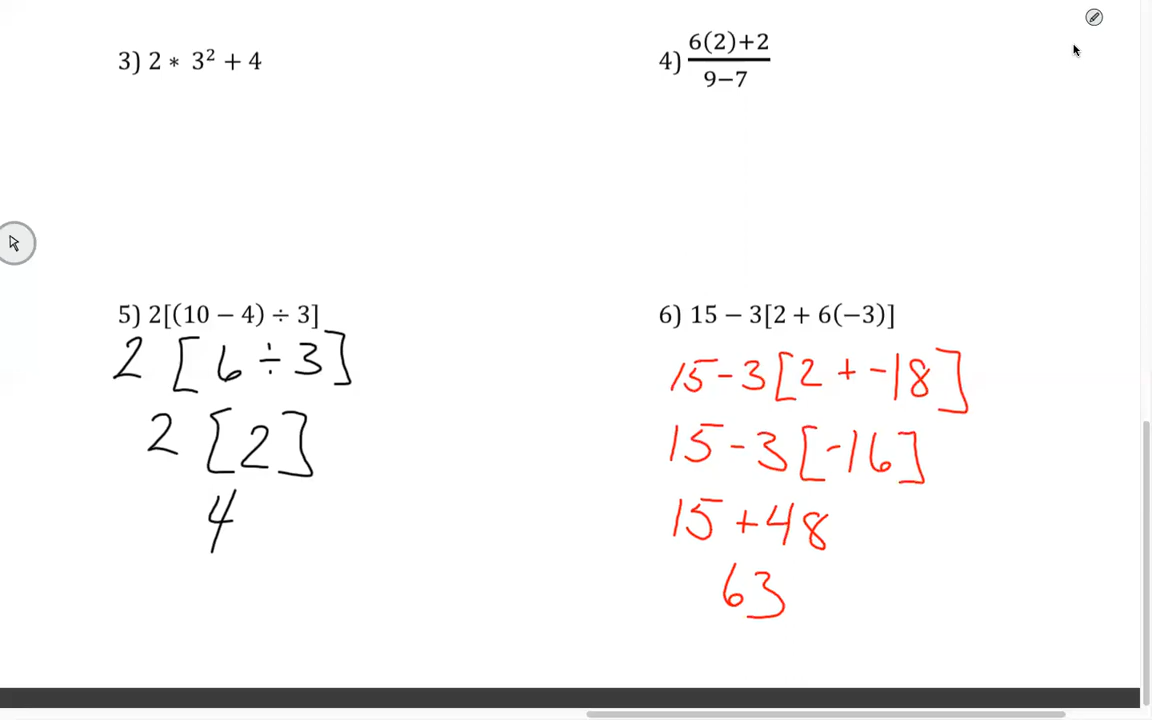 3) 2 ∗ 3² + 4
4) 6(2)+2
9−7
5) 2[(10 − 4) ÷ 3]
2 [6 ÷ 3]
2 [2]
4
6) 15 − 3[2 + 6(−3)]
15 - 3[2 + -18]
15 - 3[-16]
15 + 48
63